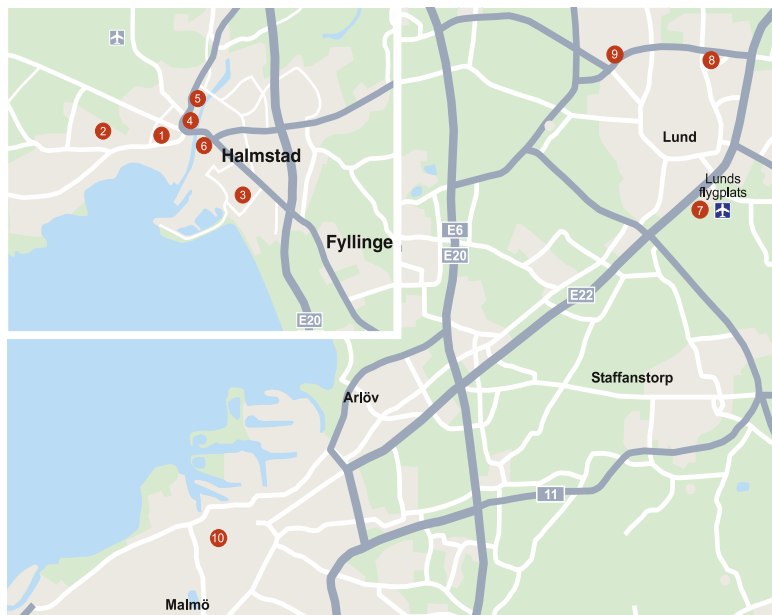 9
8
5
2
1
4
6
Lund
Halmstad
Lunds
flygplats
3
7
E6
Fyllinge
E20
E22
E20
Staffanstorp
Arlöv
11
10
Malmö